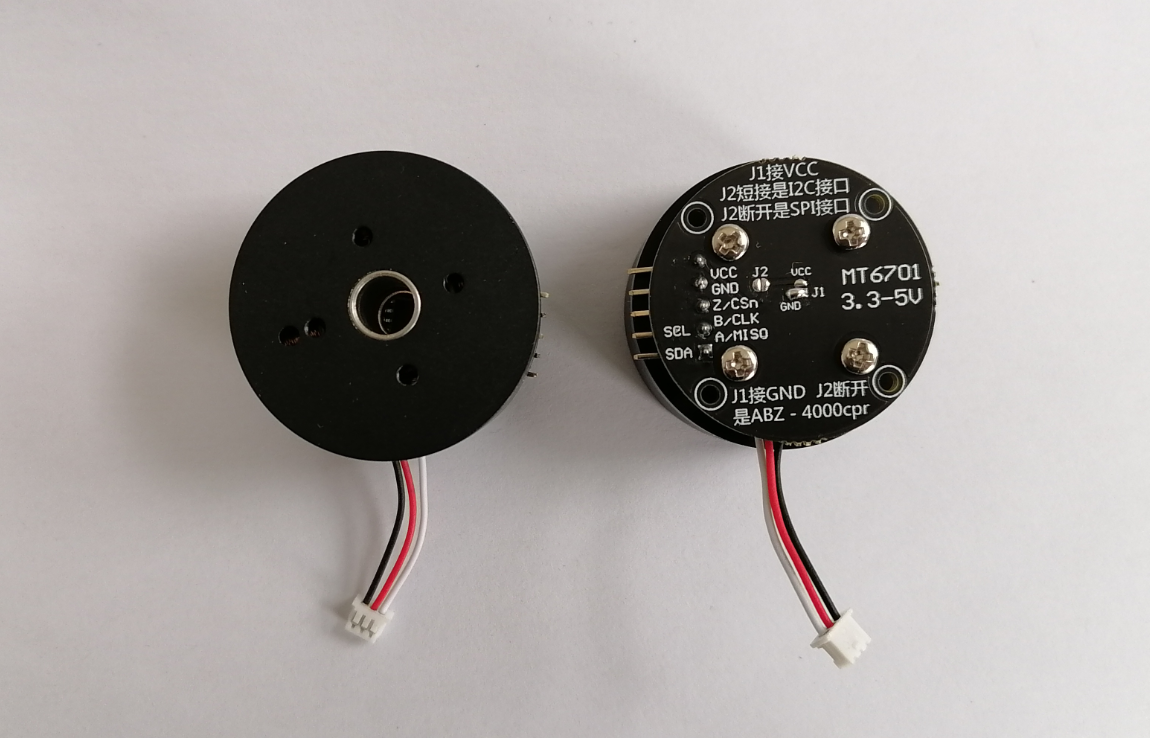 J1接VCC
J2短接是I2C接口
J2断开是SPI接口
VCC
GND
Z/CSn
B/CLK
A/MISO
SCL
SDA
J2
VCC
J1
GND
MT6701
3.3-5V
J1接GND J2断开
是ABZ - 4000cpr